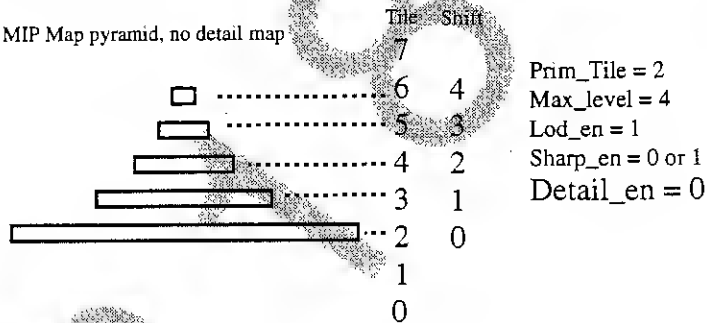 Tile Shift
MIP Map pyramid, no detail map
7
6 4
5 3
4 2
3 1
2 0
1
0
Prim_Tile = 2
Max_level = 4
Lod_en = 1
Sharp_en = 0 or 1
Detail_en = 0